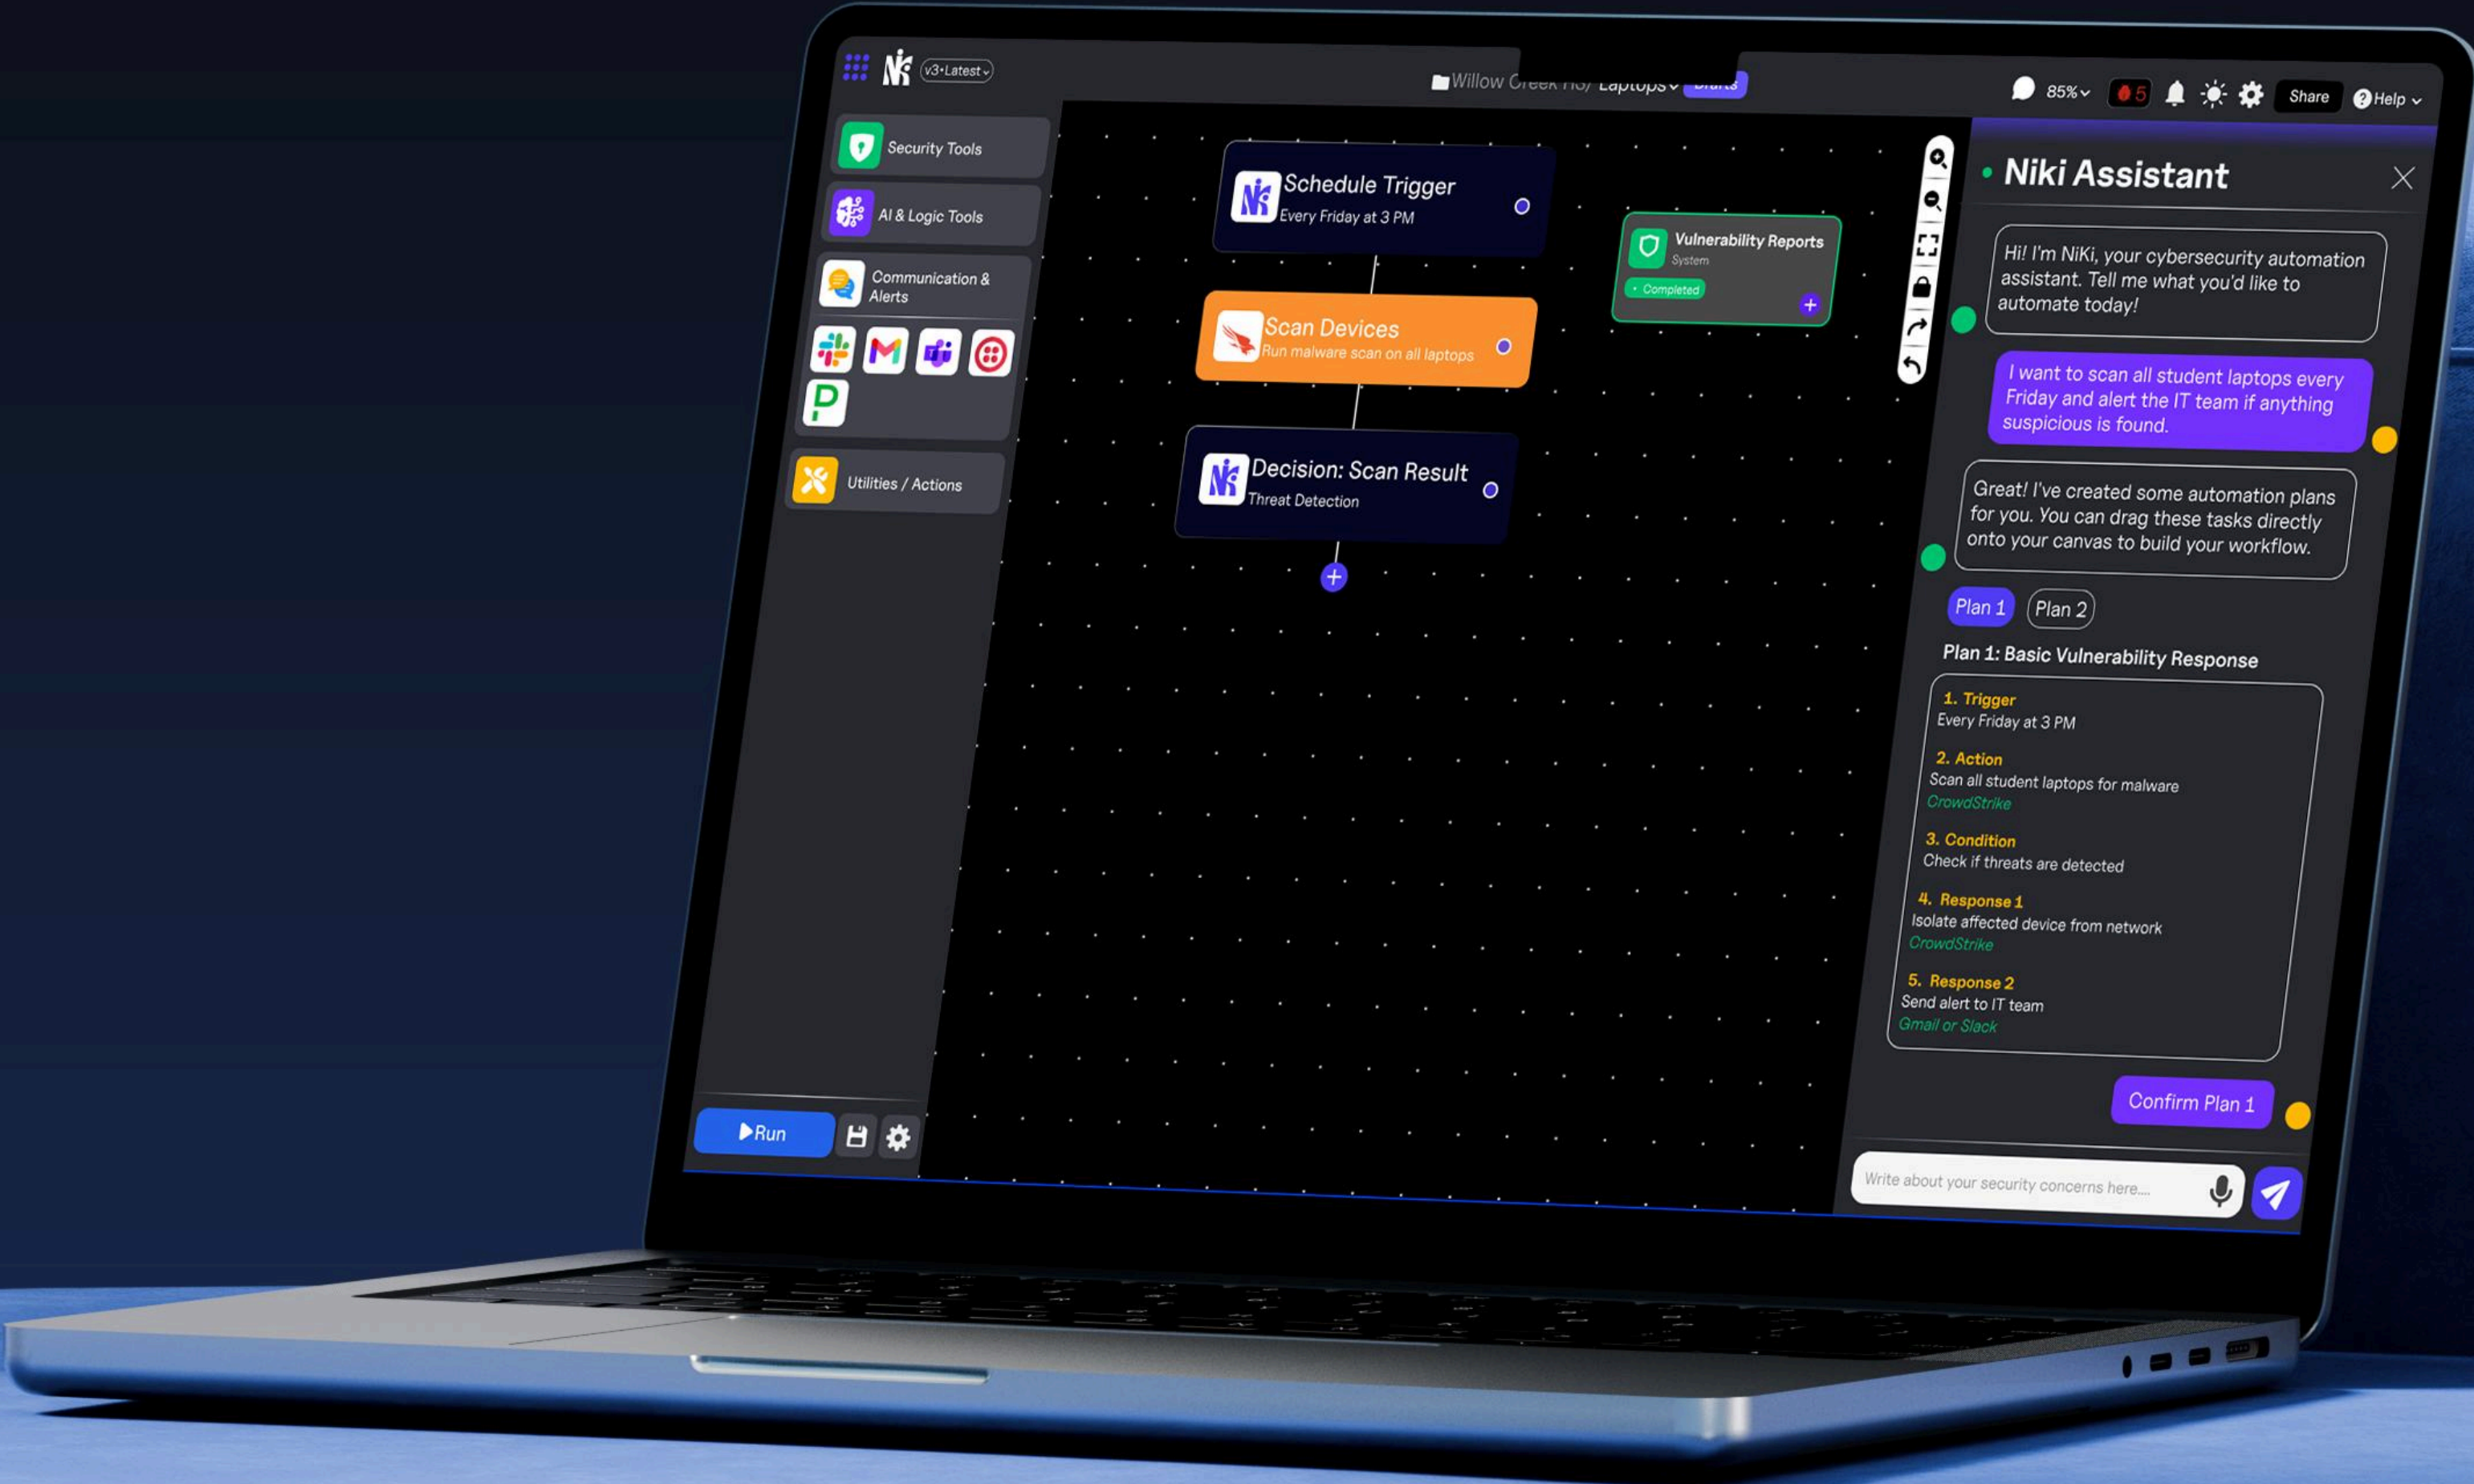 v3•Latest
Willow Creek HS/ Laptops
Drafts
85%
5
Share
Help
Security Tools
AI & Logic Tools
Communication &
Alerts
Utilities / Actions
Run
Schedule Trigger
Every Friday at 3 PM
Scan Devices
Run malware scan on all laptops
Decision: Scan Result
Threat Detection
Vulnerability Reports
System
• Completed
Niki Assistant
Hi! I'm NiKi, your cybersecurity automation
assistant. Tell me what you'd like to
automate today!
I want to scan all student laptops every
Friday and alert the IT team if anything
suspicious is found.
Great! I've created some automation plans
for you. You can drag these tasks directly
onto your canvas to build your workflow.
Plan 1
Plan 2
Plan 1: Basic Vulnerability Response
1. Trigger
Every Friday at 3 PM
2. Action
Scan all student laptops for malware
CrowdStrike
3. Condition
Check if threats are detected
4. Response 1
Isolate affected device from network
CrowdStrike
5. Response 2
Send alert to IT team
Gmail or Slack
Confirm Plan 1
Write about your security concerns here....